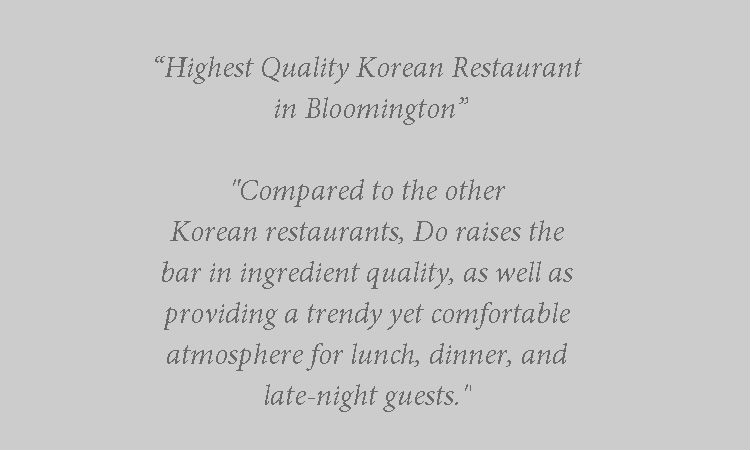 “Highest Quality Korean Restaurant
in Bloomington”
"Compared to the other
Korean restaurants, Do raises the
bar in ingredient quality, as well as
providing a trendy yet comfortable
atmosphere for lunch, dinner, and
late-night guests."